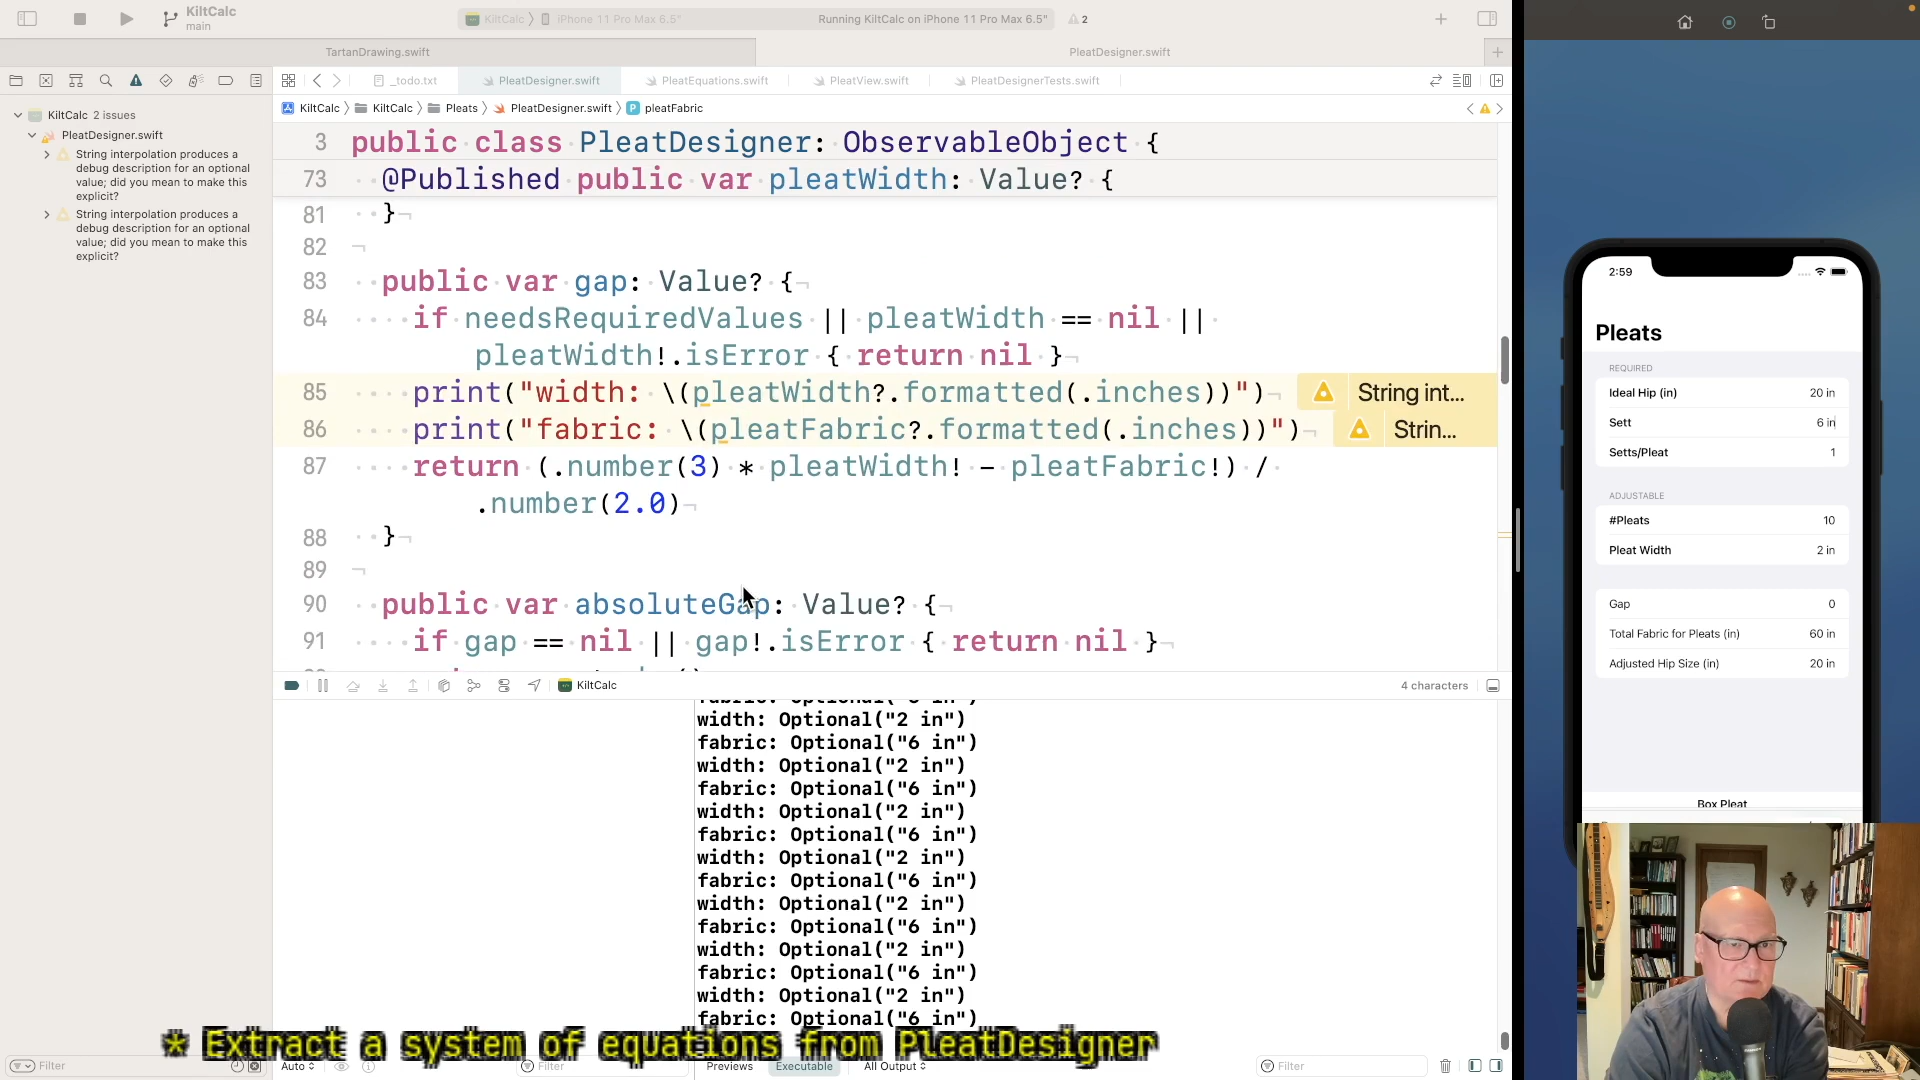 KiltCalc
main
KiltCalc
iPhone 11 Pro Max 6.5"
Running KiltCalc on iPhone 11 Pro Max 6.5"
2
TartanDrawing.swift
PleatDesigner.swift
_todo.txt
PleatDesigner.swift
PleatEquations.swift
PleatView.swift
PleatDesignerTests.swift
KiltCalc
KiltCalc
Pleats
PleatDesigner.swift
P
pleatFabric
KiltCalc 2 issues
PleatDesigner.swift
String interpolation produces a
debug description for an optional
value; did you mean to make this
explicit?
String interpolation produces a
debug description for an optional
value; did you mean to make this
explicit?
3 public class PleatDesigner: ObservableObject {
73 @Published public var pleatWidth: Value? {
81 }
82
83 public var gap: Value? {
84 if needsRequiredValues || pleatWidth == nil ||
pleatWidth!.isError { return nil }
85 print("width: \(pleatWidth?.formatted(.inches))") String int...
86 print("fabric: \(pleatFabric?.formatted(.inches))") Strin...
87 return (.number(3) * pleatWidth! - pleatFabric!) /
.number(2.0)
88 }
89
90 public var absoluteGap: Value? {
91 if gap == nil || gap!.isError { return nil }
KiltCalc
4 characters
width: Optional("2 in")
fabric: Optional("6 in")
width: Optional("2 in")
fabric: Optional("6 in")
width: Optional("2 in")
fabric: Optional("6 in")
width: Optional("2 in")
fabric: Optional("6 in")
width: Optional("2 in")
fabric: Optional("6 in")
width: Optional("2 in")
fabric: Optional("6 in")
width: Optional("2 in")
fabric: Optional("6 in")
* Extract a system of equations from PleatDesigner
Filter
Auto
Filter
Previews
Executable
All Output
Filter
2:59
Pleats
REQUIRED
Ideal Hip (in) 20 in
Sett 6 in
Setts/Pleat 1
ADJUSTABLE
#Pleats 10
Pleat Width 2 in
Gap 0
Total Fabric for Pleats (in) 60 in
Adjusted Hip Size (in) 20 in
Box Pleat